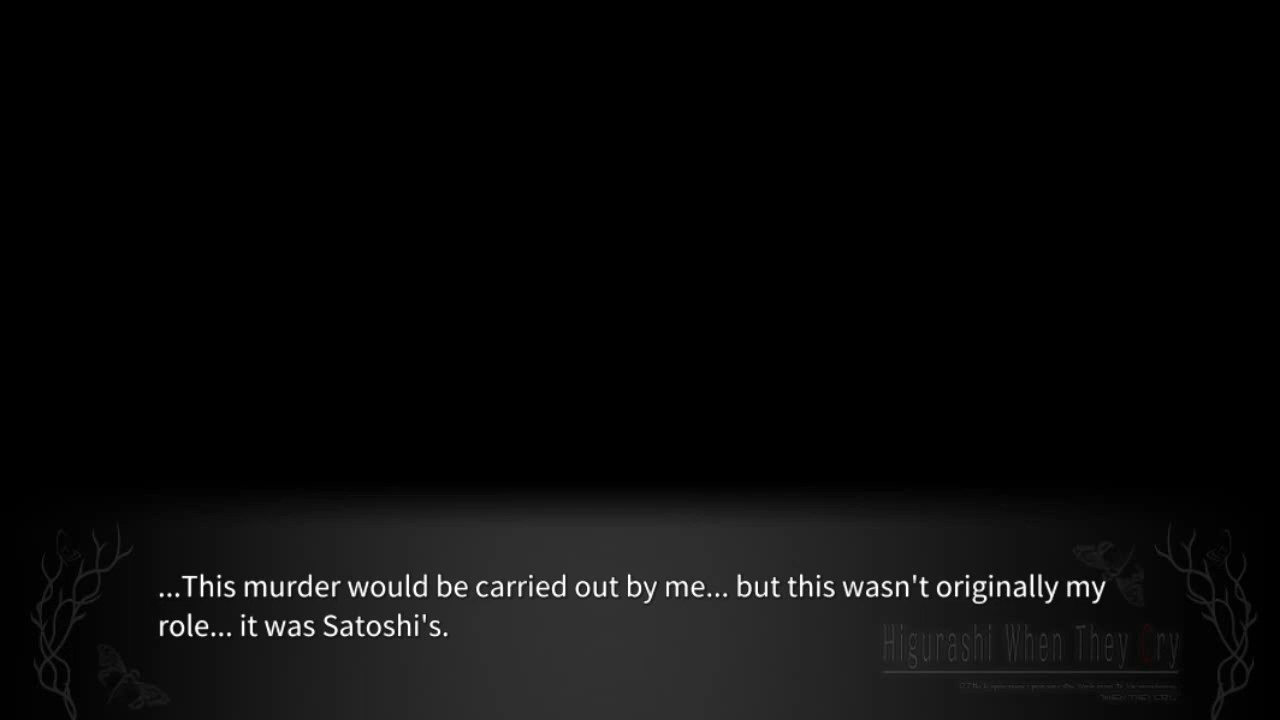 ...This murder would be carried out by me... but this wasn't originally my
role... it was Satoshi's.
Higurashi When They Cry